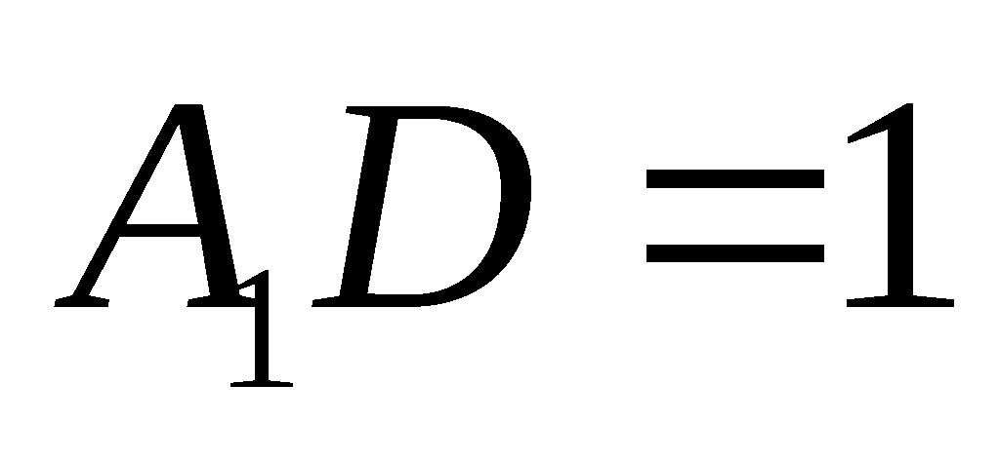 A₁D = 1